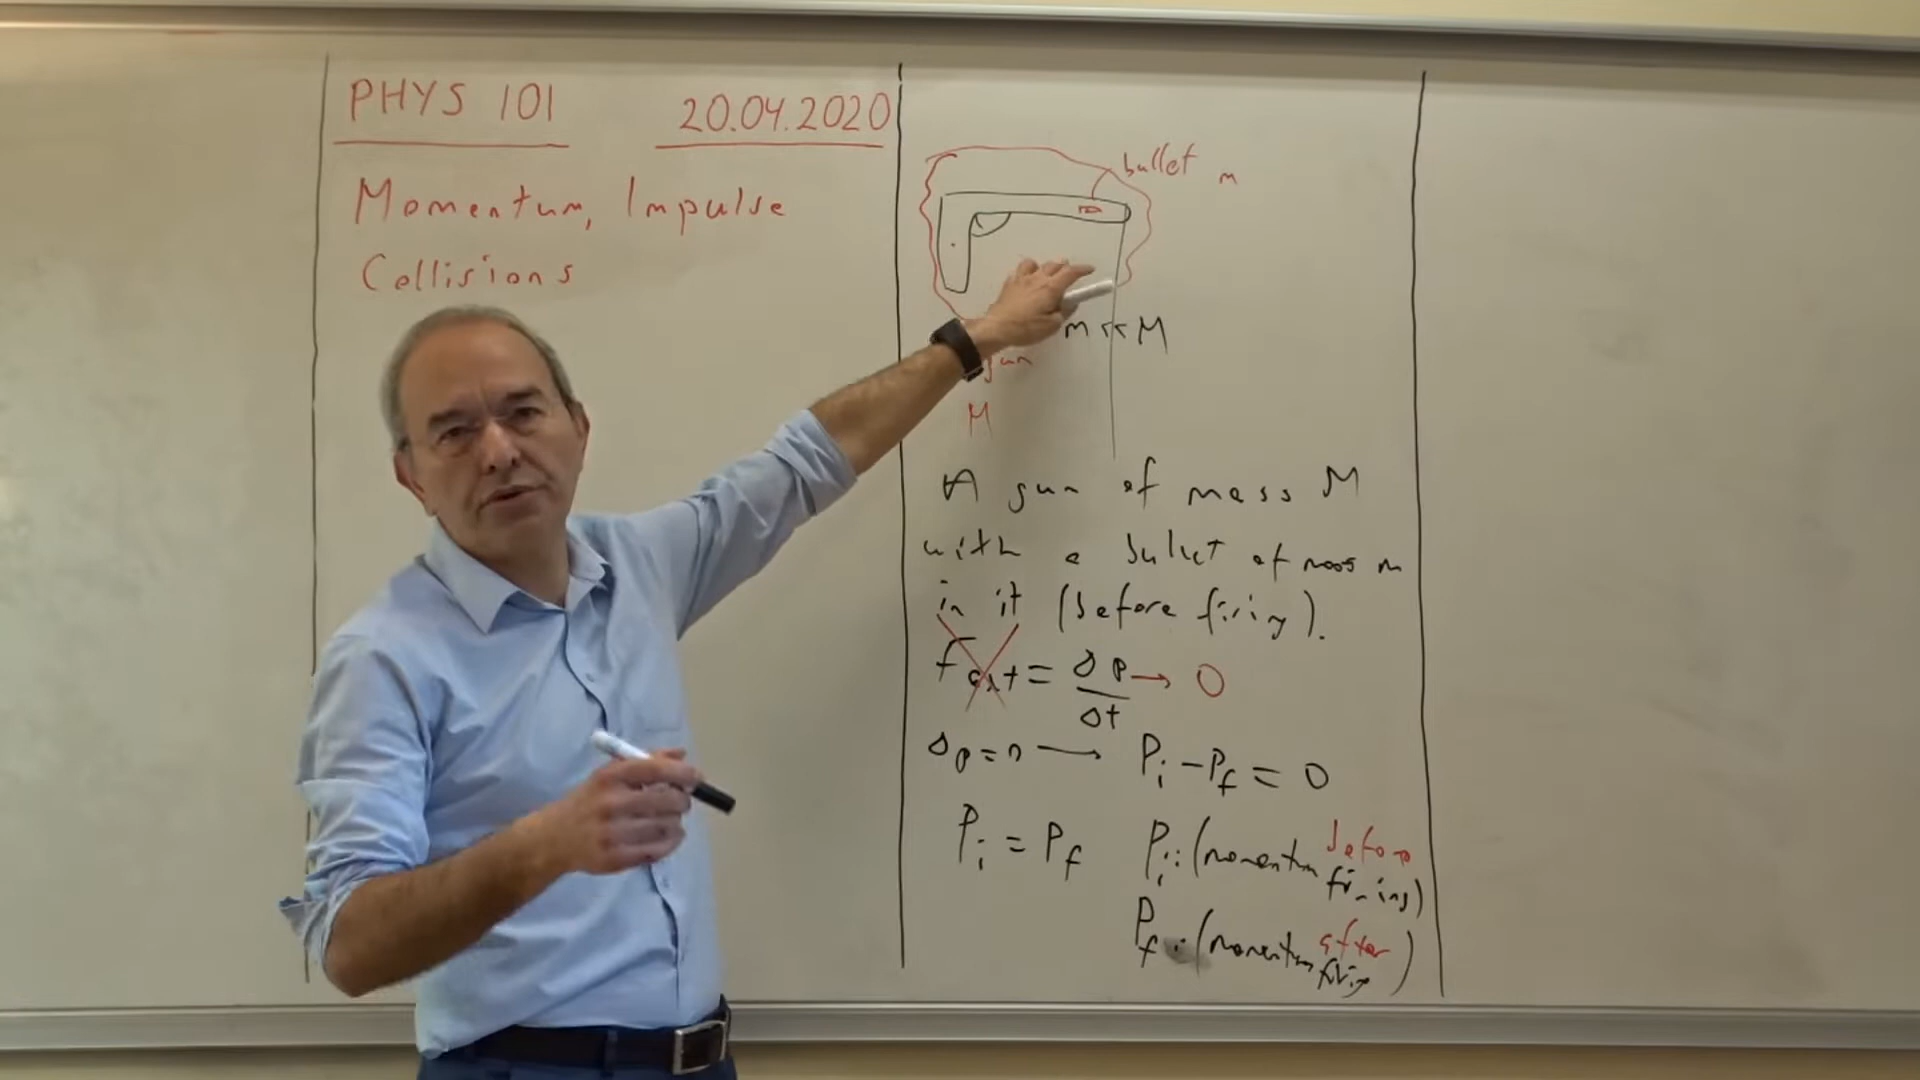 PHYS 101 20.04.2020
Momentum, Impulse
Collisions
bullet m
m << M
gun
M
A gun of mass M
with a bullet of mass m
in it (before firing).
Fext = Δp/Δt → 0
Δp = 0 → Pi - Pf = 0
Pi = Pf Pi: (momentum before firing)
Pf: (momentum after firing)